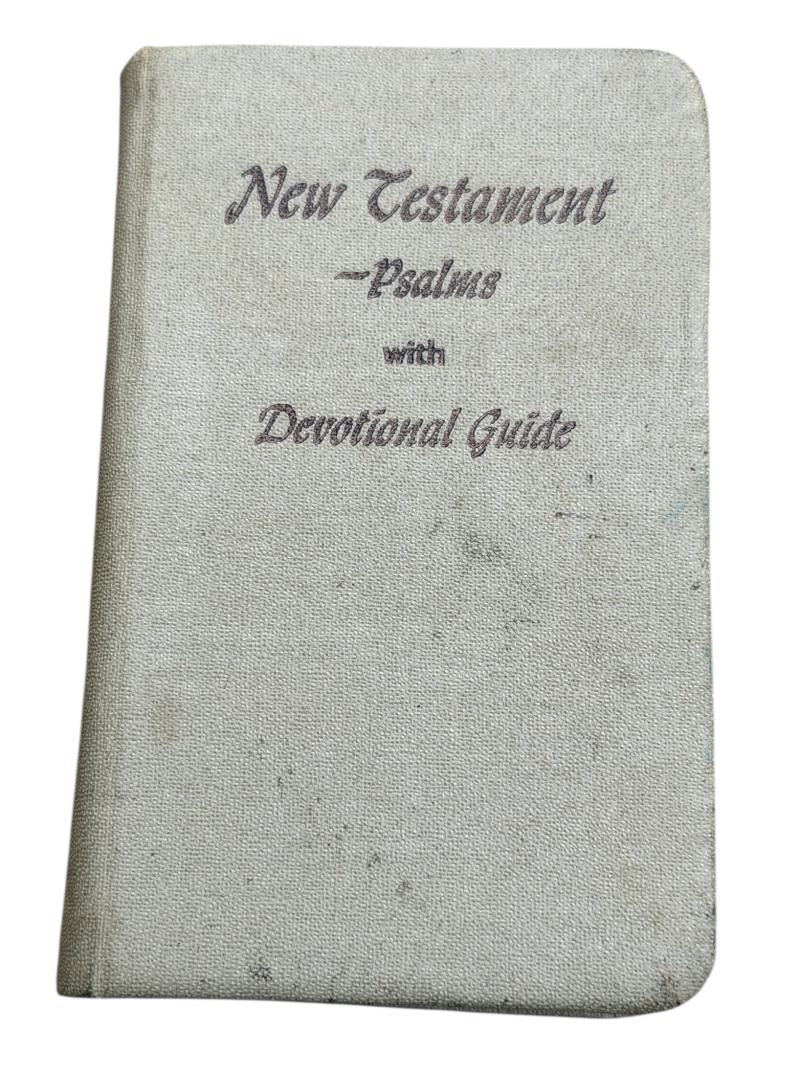 New Testament
–Psalms
with
Devotional Guide